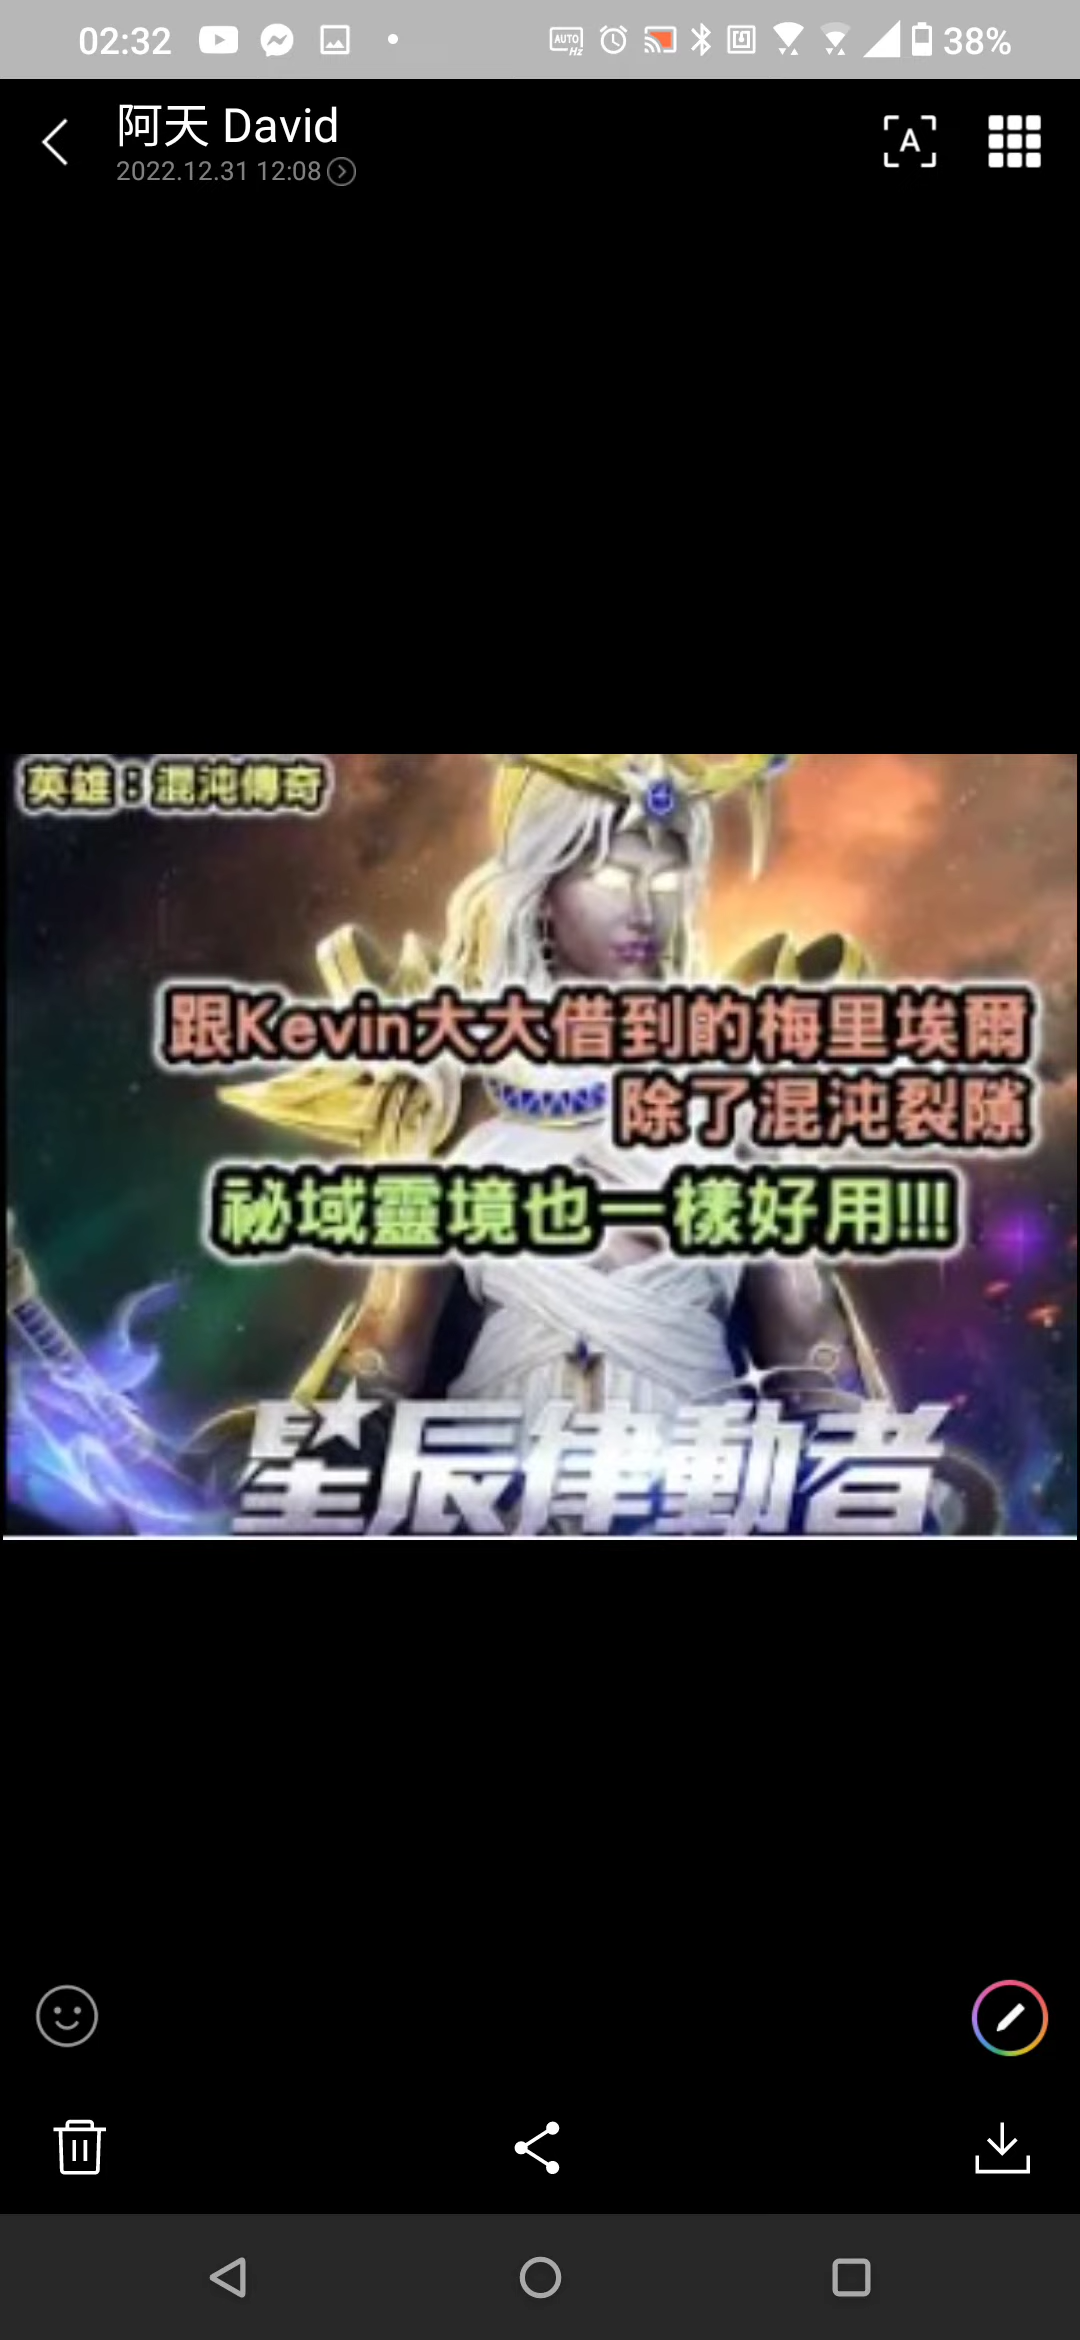 02:32
AUTO Hz
38%
阿天 David
2022.12.31 12:08
A
英雄：混沌傳奇
跟Kevin大大借到的梅里埃爾
除了混沌裂隙
祕域靈境也一樣好用!!!
星辰律動者